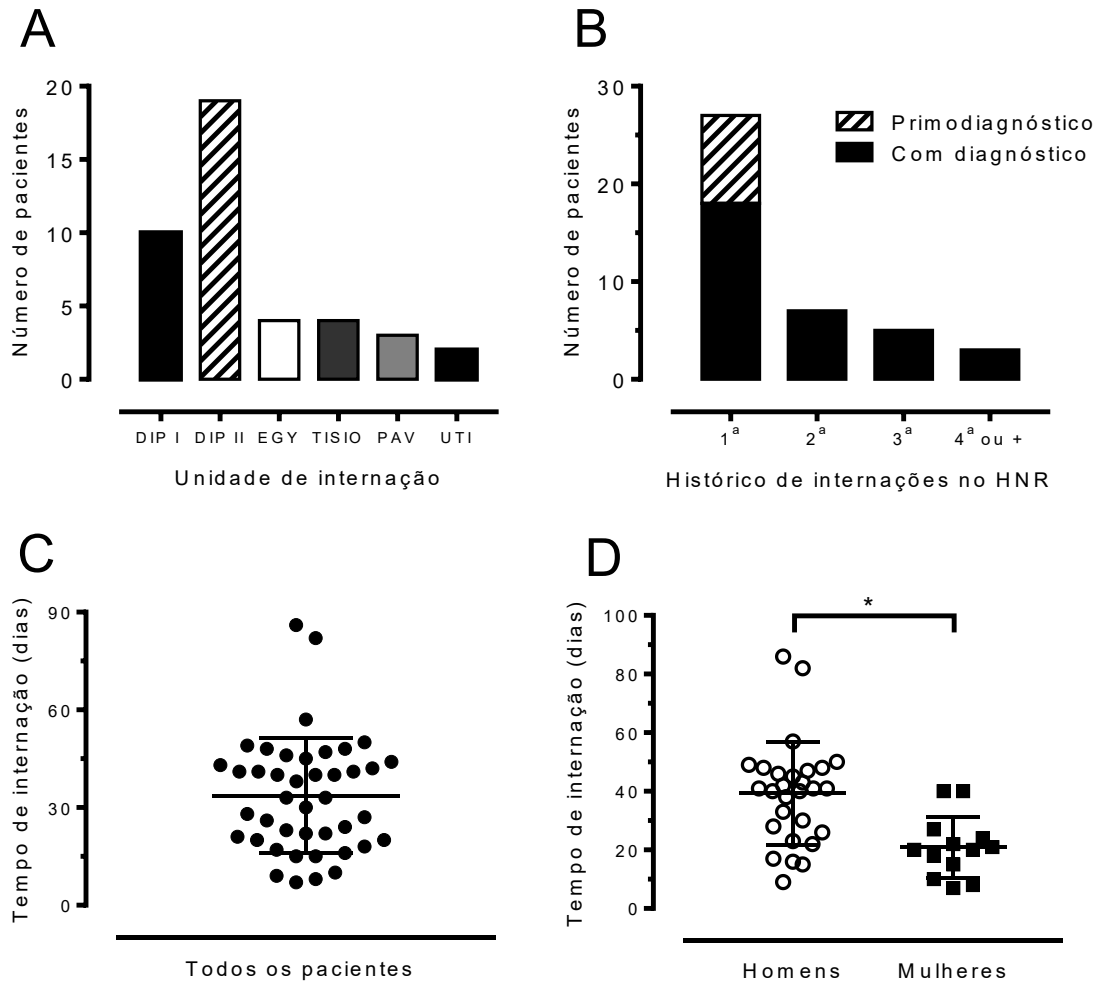 A
Número de pacientes
20
15
10
5
0
DIP I DIP II EGY TISIO PAV UTI
Unidade de internação
B
Número de pacientes
30
20
10
0
Primodiagnóstico
Com diagnóstico
1ª 2ª 3ª 4ª ou +
Histórico de internações no HNR
C
Tempo de internação (dias)
90
60
30
0
Todos os pacientes
D
Tempo de internação (dias)
100
80
60
40
20
0
*
Homens Mulheres